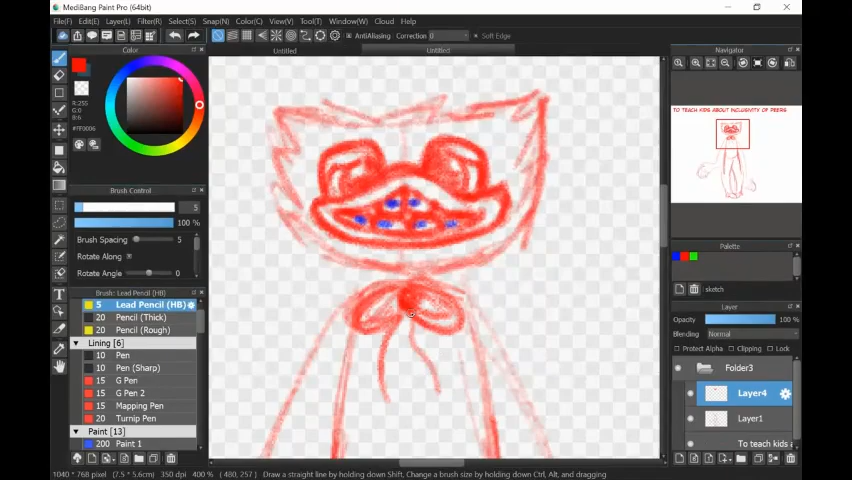 MediBang Paint Pro (64bit)
File(F) Edit(E) Layer(L) Filter(R) Select(S) Snap(N) Color(C) View(V) Tool(T) Window(W) Cloud Help
AntiAliasing Correction 0 Soft Edge
Color
Untitled Untitled
Navigator
R:255
G:0
B:6
#FF0006
TO TEACH KIDS ABOUT INCLUSIVITY OF PEERS
Brush Control
5
100 %
Brush Spacing 5
Rotate Along
Rotate Angle 0
Palette
sketch
Brush: Lead Pencil (HB)
5 Lead Pencil (HB)
20 Pencil (Thick)
20 Pencil (Rough)
Lining [6]
10 Pen
10 Pen (Sharp)
15 G Pen
15 G Pen 2
15 Mapping Pen
20 Turnip Pen
Paint [13]
200 Paint 1
Layer
Opacity 100 %
Blending Normal
Protect Alpha Clipping Lock
Folder3
Layer4
Layer1
To teach kids a
1040 * 768 pixel (7.5 * 5.6cm) 350 dpi 400 % ( 480, 257) Draw a straight line by holding down Shift, Change a brush size by holding down Ctrl, Alt, and dragging